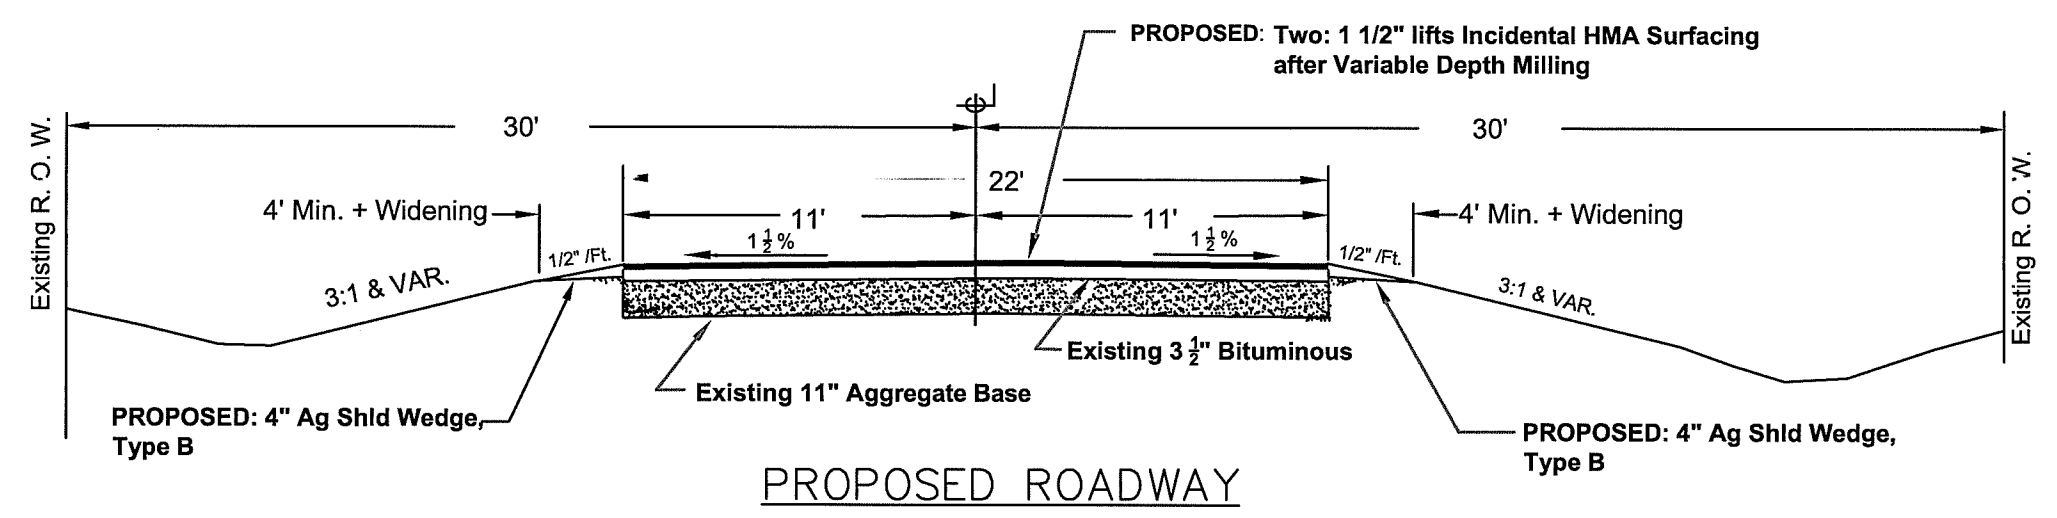 PROPOSED: Two: 1 1/2" lifts Incidental HMA Surfacing
after Variable Depth Milling
30'
30'
Existing R. O. W.
Existing R. O. W.
22'
4' Min. + Widening
11'
11'
4' Min. + Widening
1 1/2 %
1 1/2 %
1/2" /Ft.
1/2" /Ft.
3:1 & VAR.
3:1 & VAR.
Existing 3 1/2" Bituminous
Existing 11" Aggregate Base
PROPOSED: 4" Ag Shld Wedge,
Type B
PROPOSED: 4" Ag Shld Wedge,
Type B
PROPOSED ROADWAY